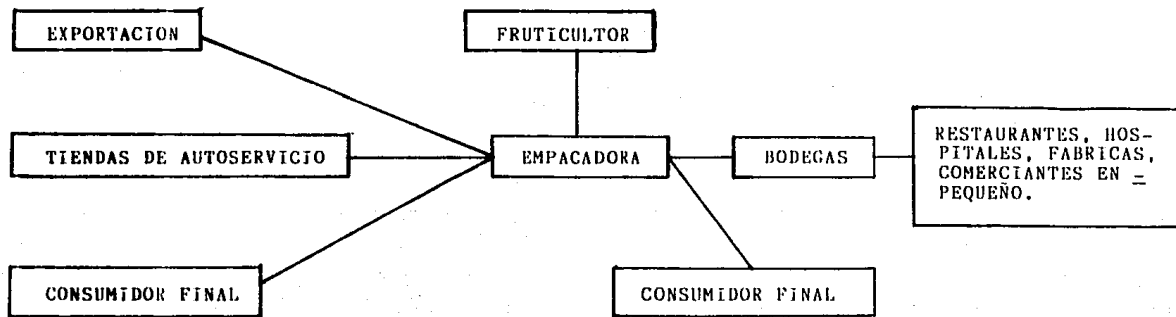 EXPORTACION
FRUTICULTOR
TIENDAS DE AUTOSERVICIO
EMPACADORA
BODEGAS
RESTAURANTES, HOS-
PITALES, FABRICAS,
COMERCIANTES EN -
PEQUEÑO.
CONSUMIDOR FINAL
CONSUMIDOR FINAL